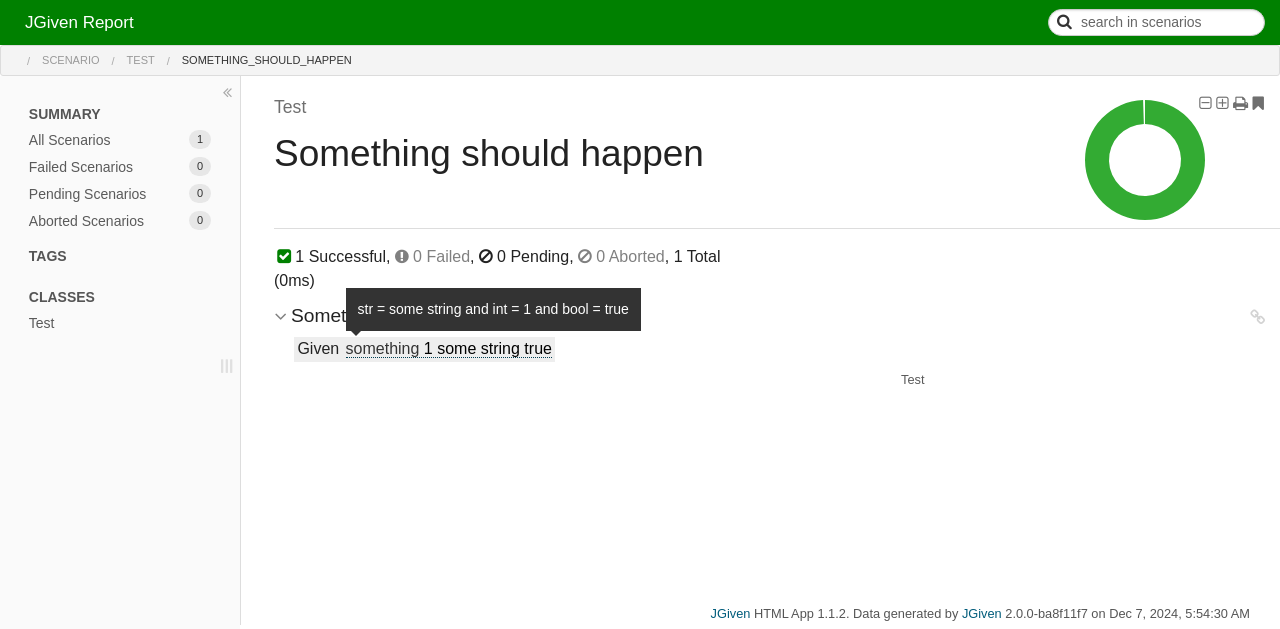 JGiven Report
search in scenarios
/ SCENARIO / TEST / SOMETHING_SHOULD_HAPPEN
SUMMARY
All Scenarios 1
Failed Scenarios 0
Pending Scenarios 0
Aborted Scenarios 0
TAGS
CLASSES
Test
Test
Something should happen
1 Successful, 0 Failed, 0 Pending, 0 Aborted, 1 Total
(0ms)
str = some string and int = 1 and bool = true
Somet
Given something 1 some string true
Test
JGiven HTML App 1.1.2. Data generated by JGiven 2.0.0-ba8f11f7 on Dec 7, 2024, 5:54:30 AM